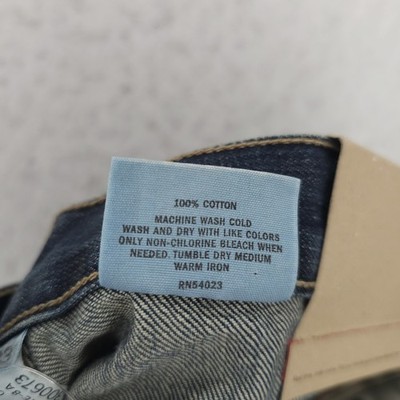 100% COTTON
MACHINE WASH COLD
WASH AND DRY WITH LIKE COLORS
ONLY NON-CHLORINE BLEACH WHEN
NEEDED. TUMBLE DRY MEDIUM
WARM IRON
RN54023